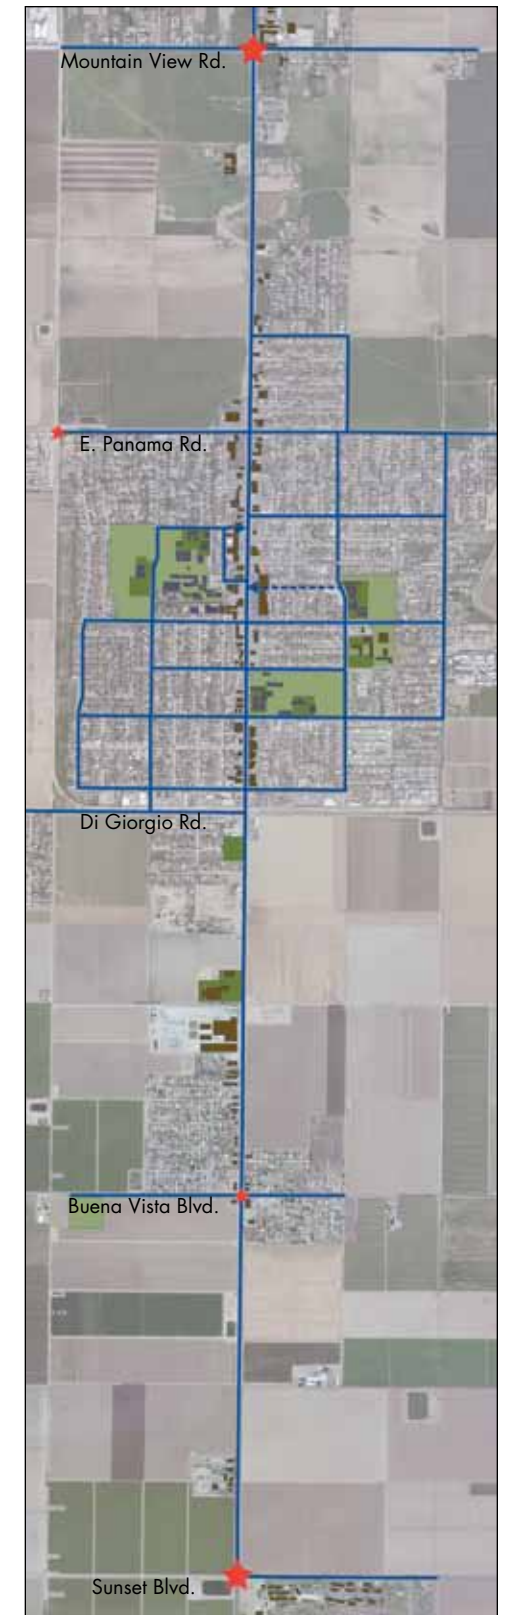 Mountain View Rd.
E. Panama Rd.
Di Giorgio Rd.
Buena Vista Blvd.
Sunset Blvd.